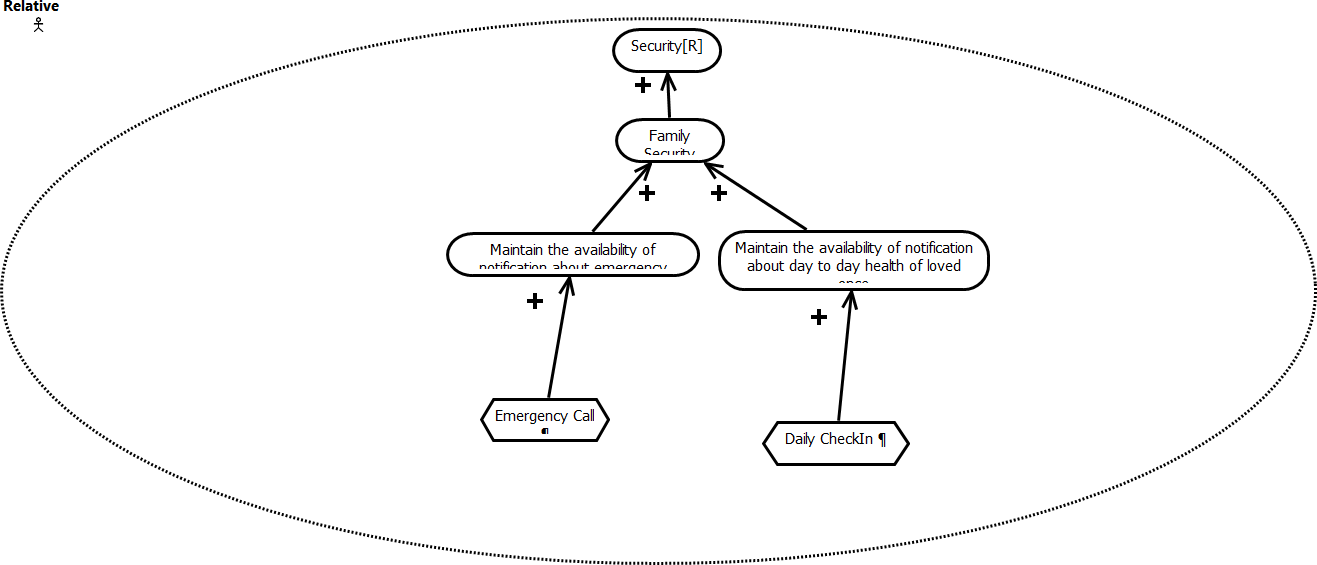 Relative
Security[R]
+
Family
Security
+ +
Maintain the availability of
notification about emergency
Maintain the availability of notification
about day to day health of loved
once
+
+
Emergency Call
¶
Daily CheckIn ¶